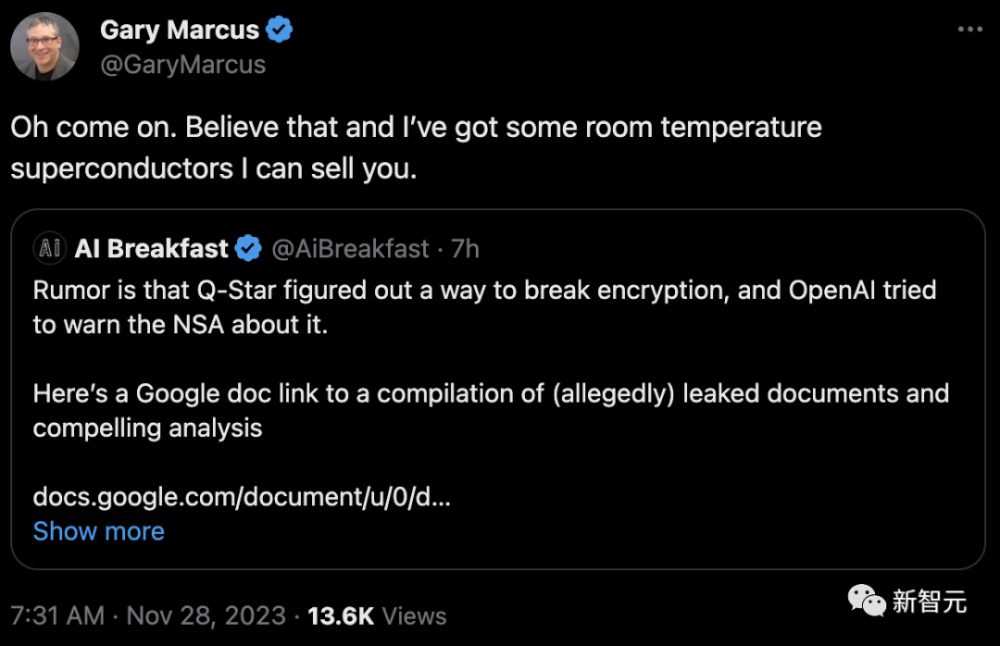 Gary Marcus
@GaryMarcus
Oh come on. Believe that and I’ve got some room temperature
superconductors I can sell you.
Ai AI Breakfast @AiBreakfast · 7h
Rumor is that Q-Star figured out a way to break encryption, and OpenAI tried
to warn the NSA about it.
Here’s a Google doc link to a compilation of (allegedly) leaked documents and
compelling analysis
docs.google.com/document/u/0/d...
Show more
7:31 AM · Nov 28, 2023 · 13.6K Views
新智元